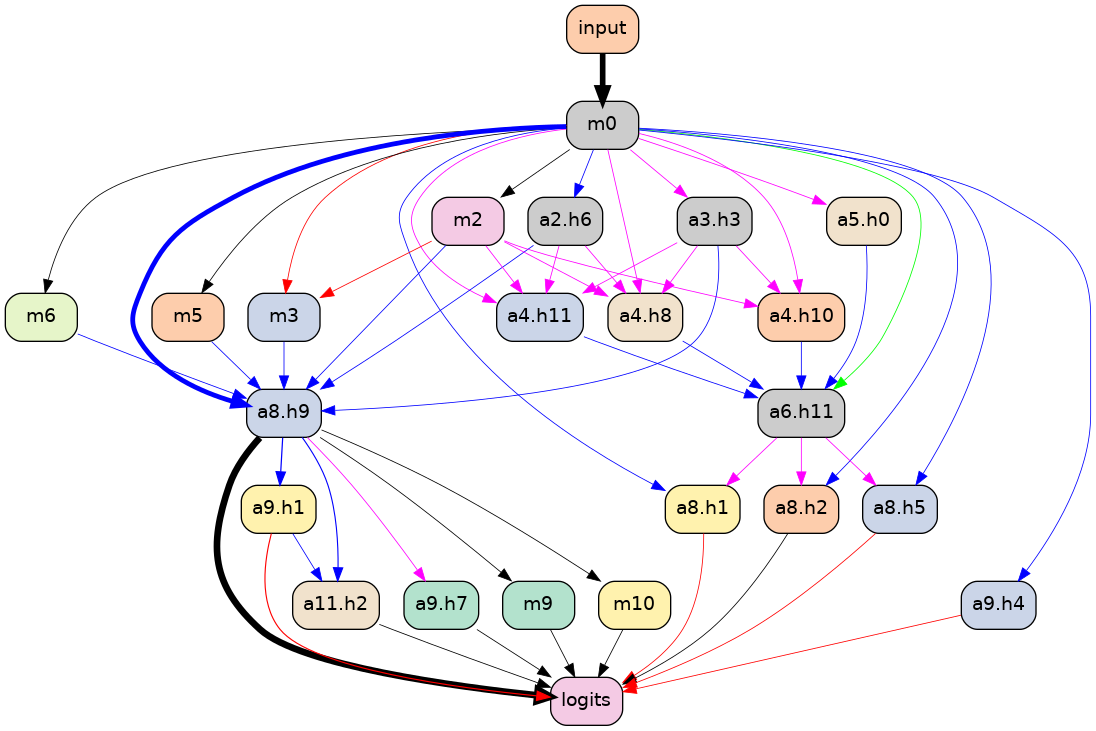 input
m0
m2
a2.h6
a3.h3
a5.h0
m6
m5
m3
a4.h11
a4.h8
a4.h10
a8.h9
a6.h11
a9.h1
a8.h1
a8.h2
a8.h5
a11.h2
a9.h7
m9
m10
a9.h4
logits